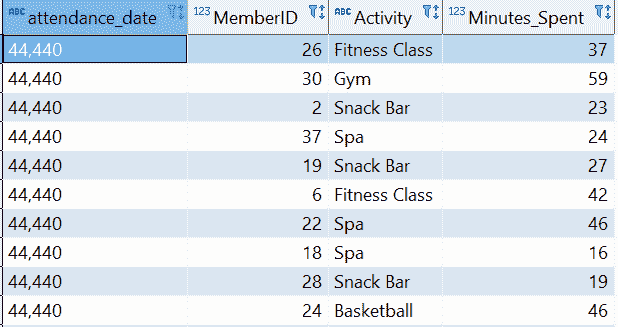 ABC attendance_date 123 MemberID ABC Activity 123 Minutes_Spent
44,440 26 Fitness Class 37
44,440 30 Gym 59
44,440 2 Snack Bar 23
44,440 37 Spa 24
44,440 19 Snack Bar 27
44,440 6 Fitness Class 42
44,440 22 Spa 46
44,440 18 Spa 16
44,440 28 Snack Bar 19
44,440 24 Basketball 46